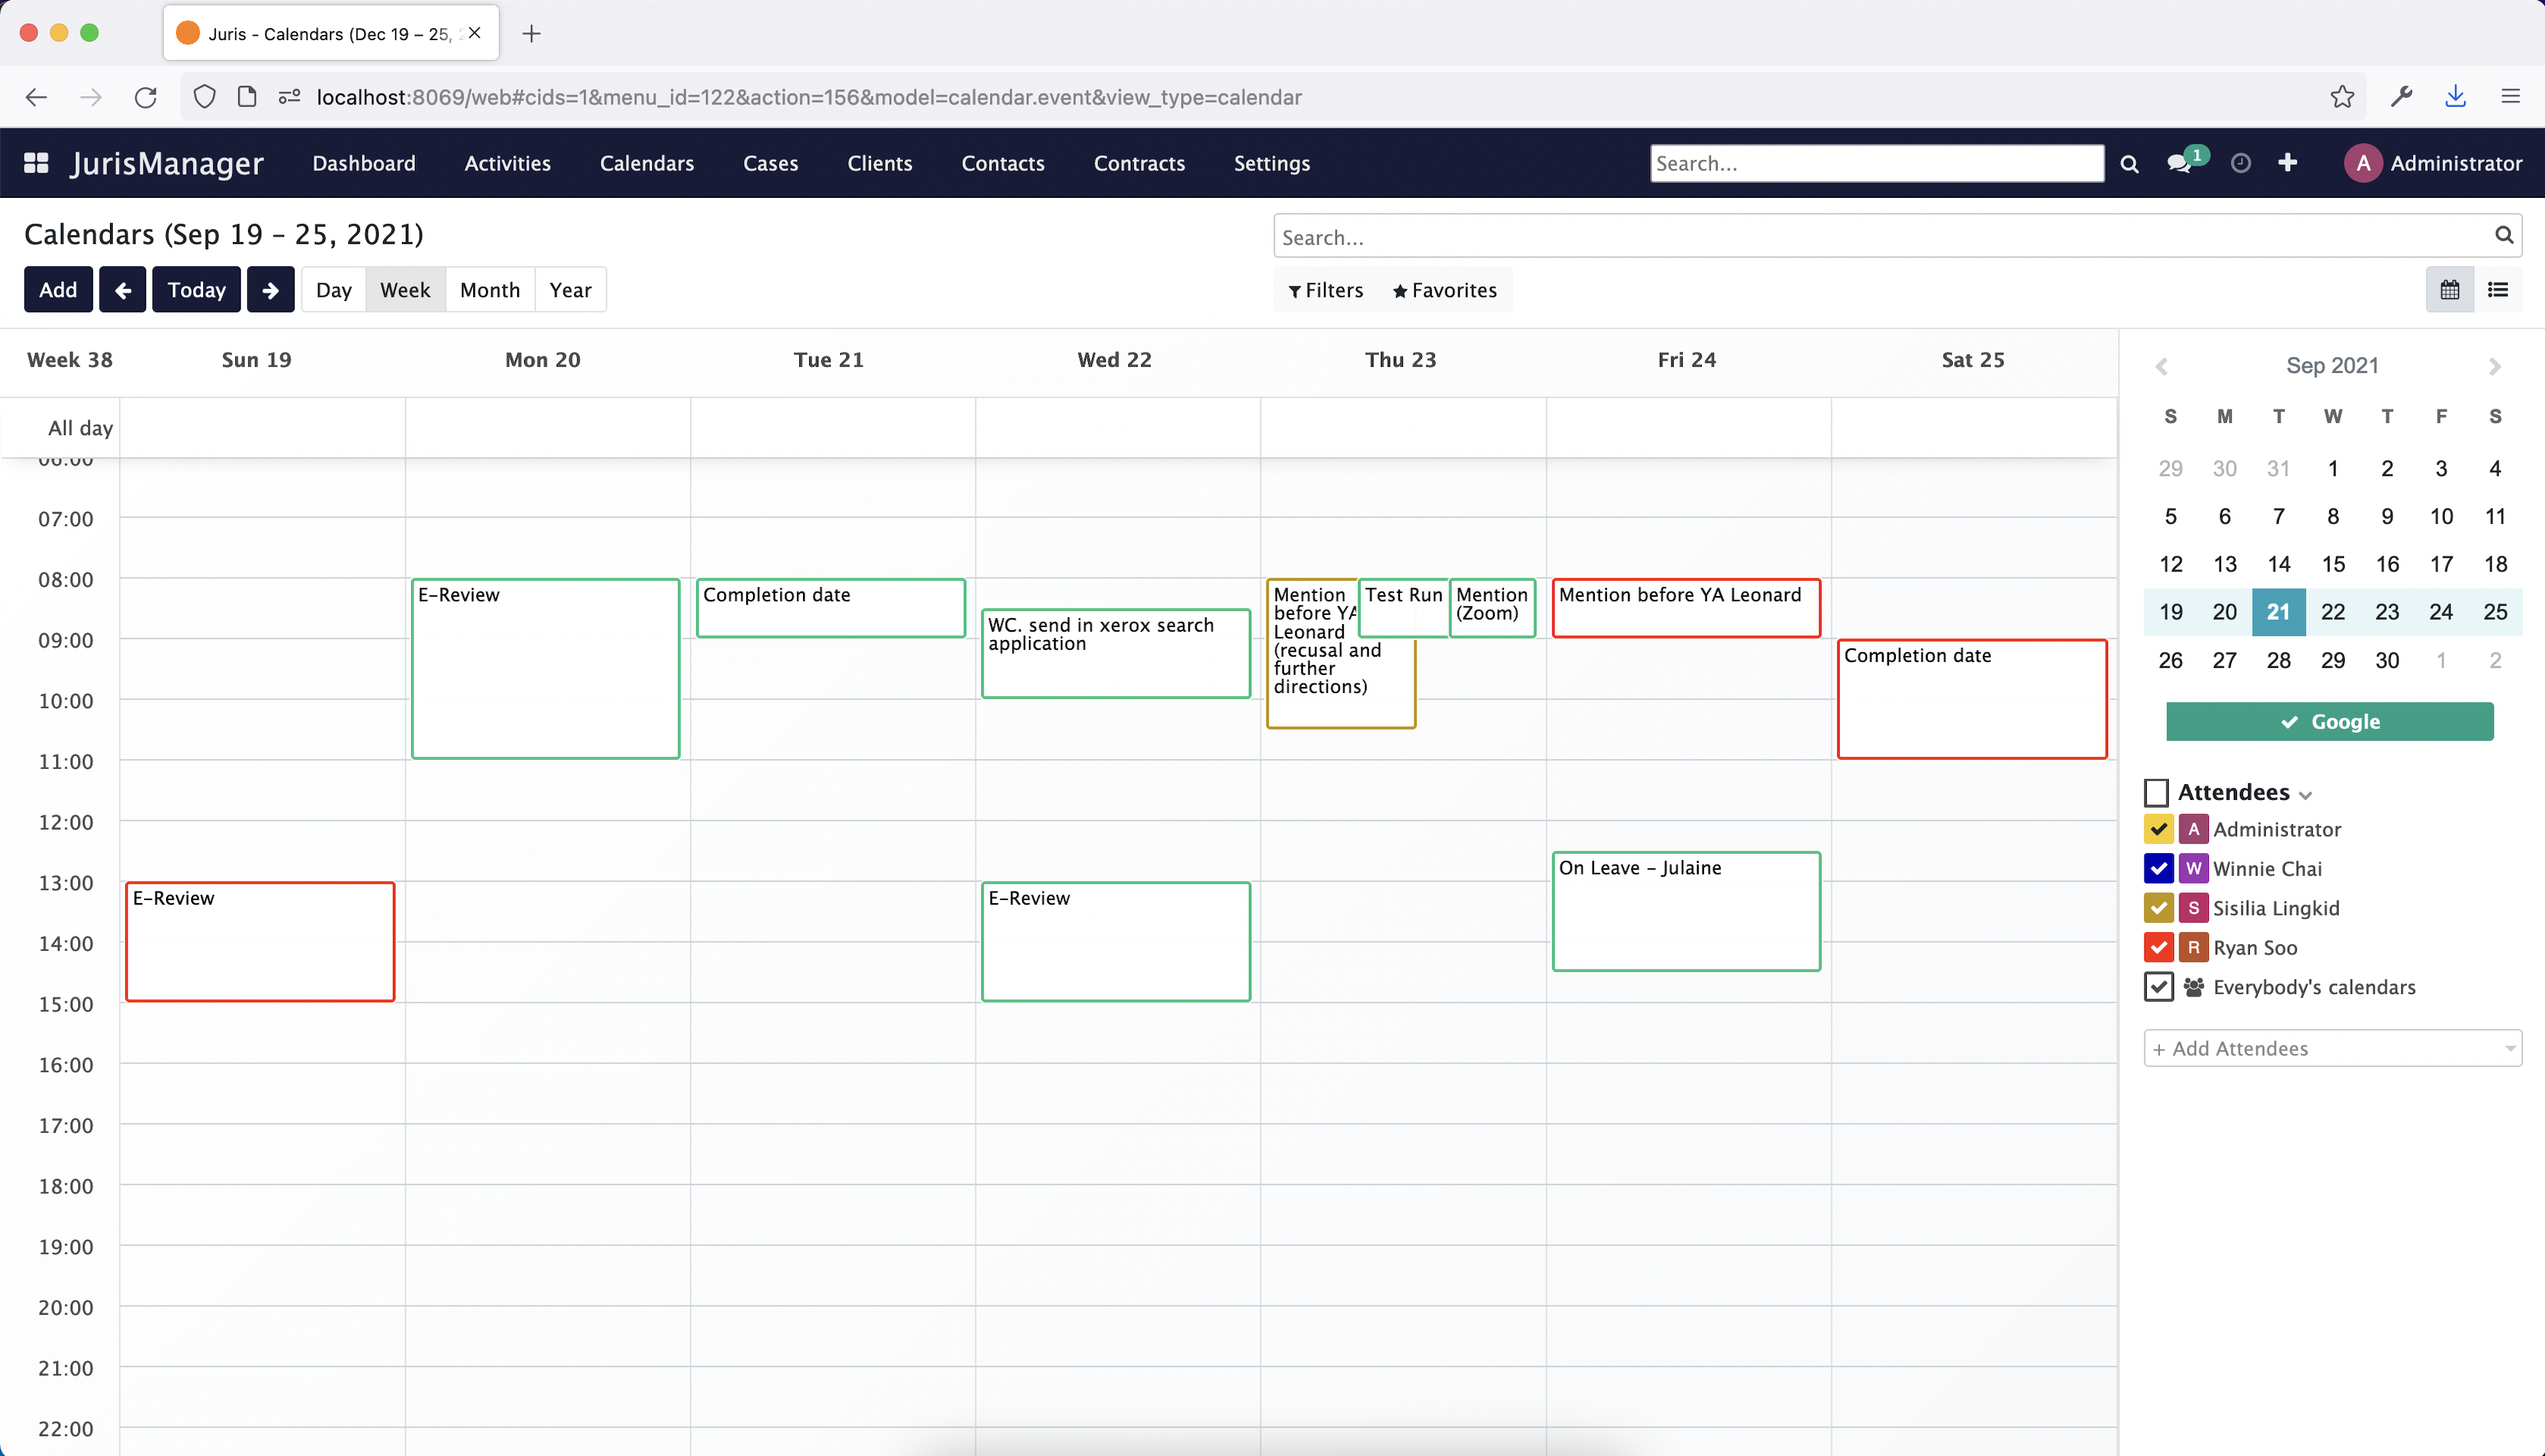 Juris - Calendars (Dec 19 – 25,
localhost:8069/web#cids=1&menu_id=122&action=156&model=calendar.event&view_type=calendar
JurisManager Dashboard Activities Calendars Cases Clients Contacts Contracts Settings Search... 1 A Administrator
Calendars (Sep 19 – 25, 2021)
Search...
Add Today Day Week Month Year
Filters Favorites
Week 38 Sun 19 Mon 20 Tue 21 Wed 22 Thu 23 Fri 24 Sat 25
All day
06:00
07:00
08:00
09:00
10:00
11:00
12:00
13:00
14:00
15:00
16:00
17:00
18:00
19:00
20:00
21:00
22:00
E-Review
E-Review
Completion date
WC. send in xerox search
application
E-Review
Mention
before YA
Leonard
(recusal and
further
directions)
Test Run
Mention
(Zoom)
Mention before YA Leonard
On Leave – Julaine
Completion date
Sep 2021
S M T W T F S
29 30 31 1 2 3 4
5 6 7 8 9 10 11
12 13 14 15 16 17 18
19 20 21 22 23 24 25
26 27 28 29 30 1 2
Google
Attendees
A Administrator
W Winnie Chai
S Sisilia Lingkid
R Ryan Soo
Everybody's calendars
+ Add Attendees